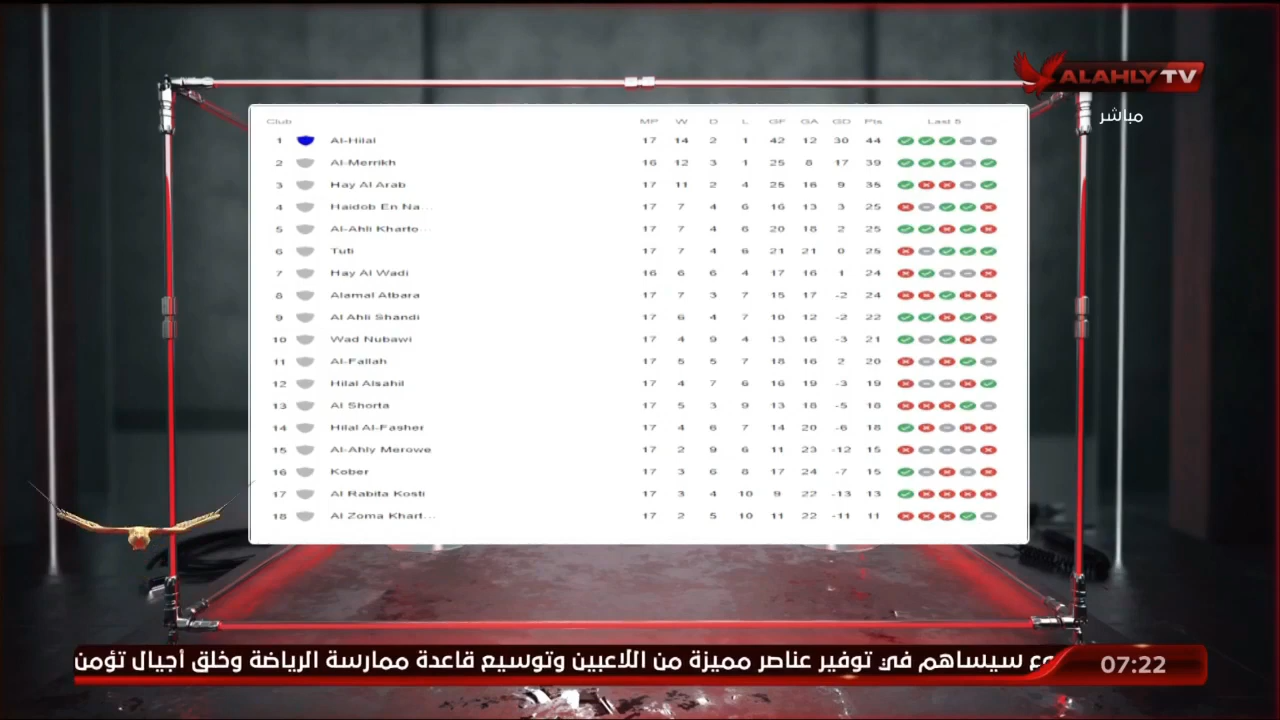 ALAHLY TV
مباشر
Club MP W D L GF GA GD Pts Last 5
1 Al-Hilal 17 14 2 1 42 12 30 44
2 Al-Merrikh 16 12 3 1 25 8 17 39
3 Hay Al Arab 17 11 2 4 25 16 9 35
4 Haidob En Na... 17 7 4 6 16 13 3 25
5 Al-Ahli Kharto... 17 7 4 6 20 18 2 25
6 Tuti 17 7 4 6 21 21 0 25
7 Hay Al Wadi 16 6 6 4 17 16 1 24
8 Alamal Atbara 17 7 3 7 15 17 -2 24
9 Al Ahli Shandi 17 6 4 7 10 12 -2 22
10 Wad Nubawi 17 4 9 4 13 16 -3 21
11 Al-Fallah 17 5 5 7 18 16 2 20
12 Hilal Alsahil 17 4 7 6 16 19 -3 19
13 Al Shorta 17 5 3 9 13 18 -5 18
14 Hilal Al-Fasher 17 4 6 7 14 20 -6 18
15 Al-Ahly Merowe 17 2 9 6 11 23 -12 15
16 Kober 17 3 6 8 17 24 -7 15
17 Al Rabita Kosti 17 3 4 10 9 22 -13 13
18 Al Zoma Khart... 17 2 5 10 11 22 -11 11
وع سيساهم في توفير عناصر مميزة من اللاعبين وتوسيع قاعدة ممارسة الرياضة وخلق أجيال تؤمن
07:22